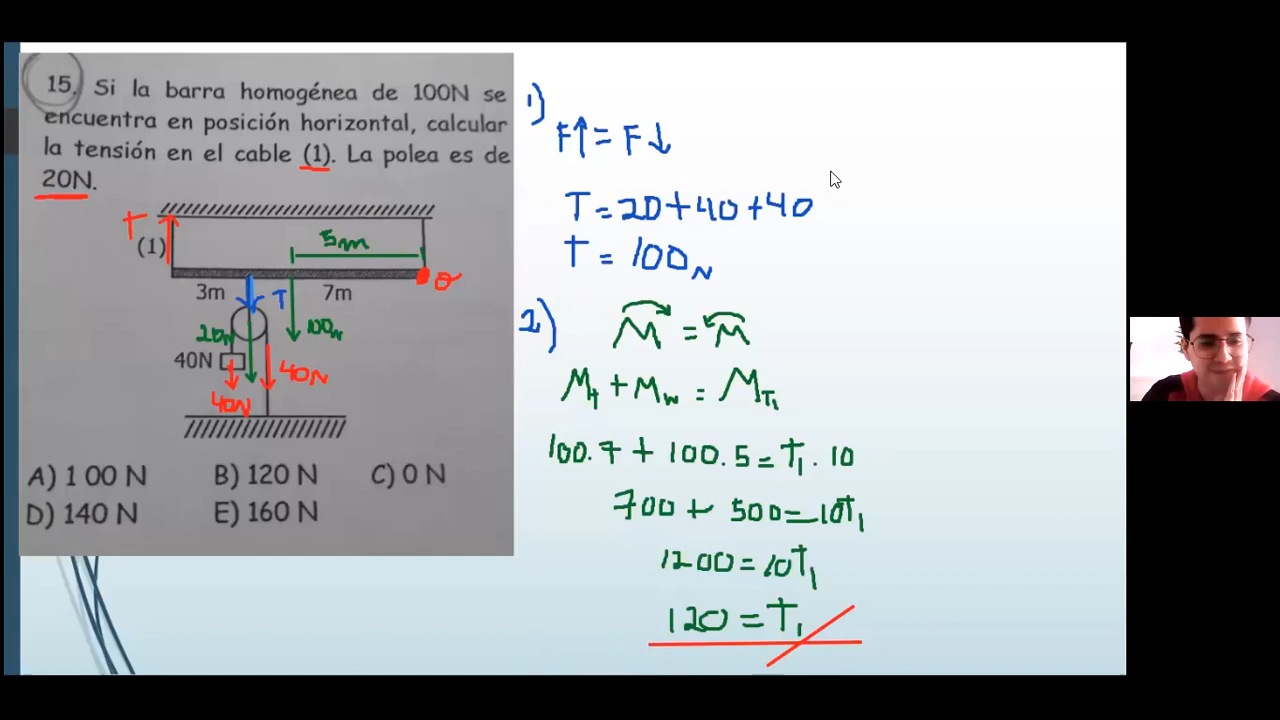 15. Si la barra homogénea de 100N se
encuentra en posición horizontal, calcular
la tensión en el cable (1). La polea es de
20N.
T
(1)
5m
O
3m
T
7m
20N
100N
40N
40N
40N
A) 1 00 N
B) 120 N
C) 0 N
D) 140 N
E) 160 N
1)
F↑ = F↓
T = 20 + 40 + 40
T = 100N
2)
M = M
Mt + Mw = MT1
100.7 + 100.5 = T1 . 10
700 + 500 = 10T1
1200 = 10T1
120 = T1